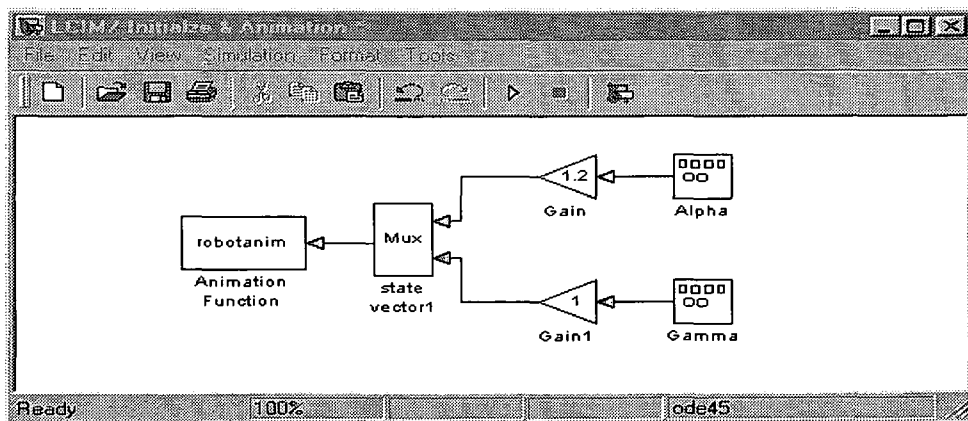 File Edit View Simulation Format Tools
1.2
Gain
Alpha
robotanim
Animation
Function
Mux
state
vector1
1
Gain1
Gamma
Ready 100% ode45